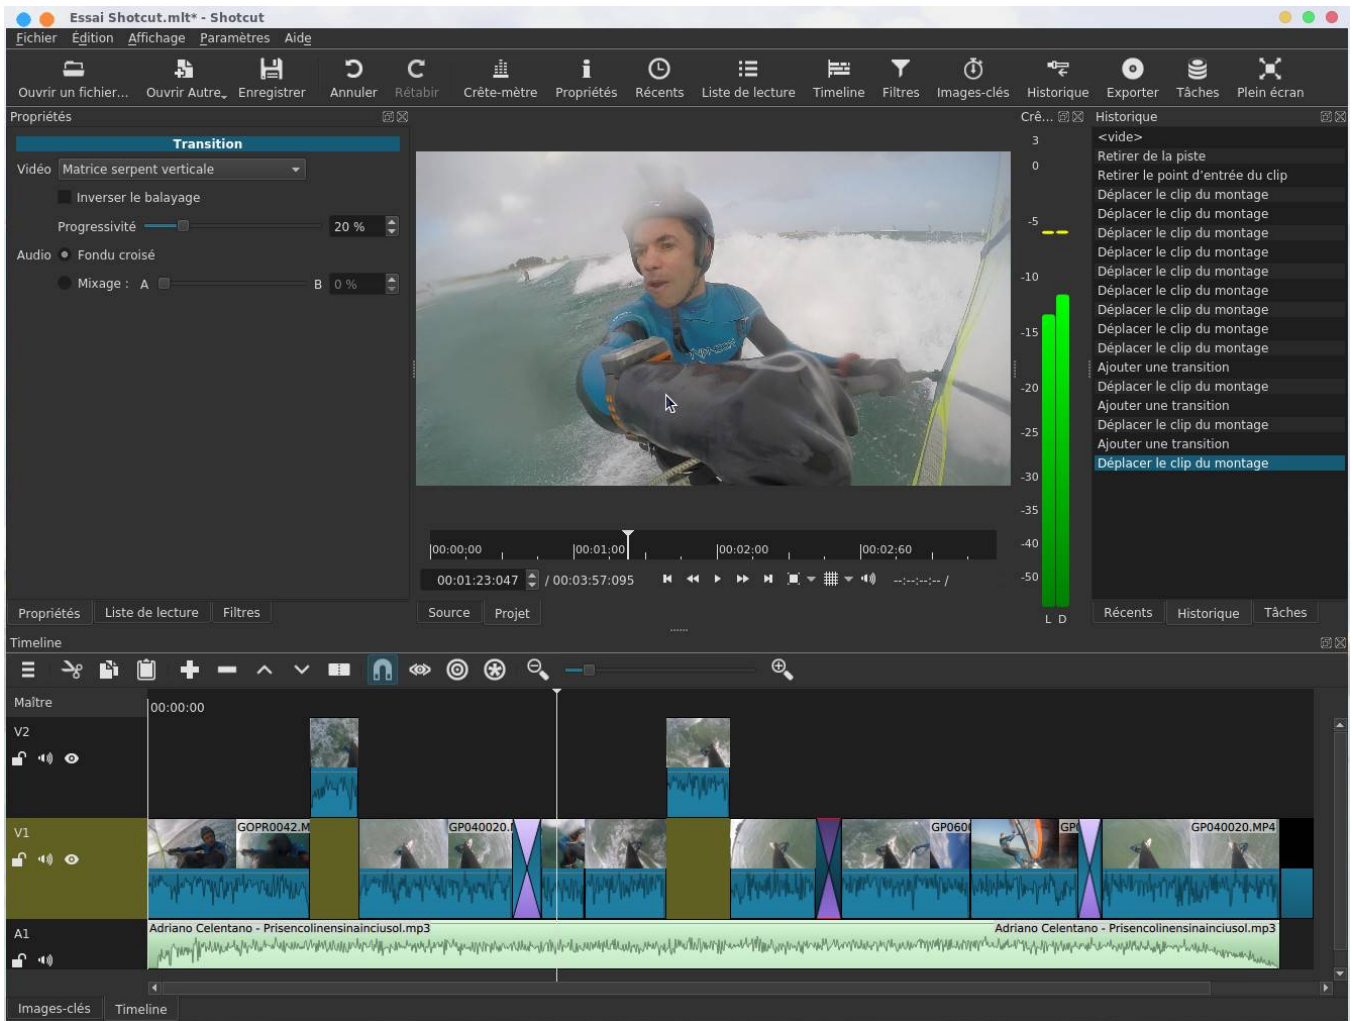 Essai Shotcut.mlt* - Shotcut
Fichier Édition Affichage Paramètres Aide
Ouvrir un fichier... Ouvrir Autre Enregistrer Annuler Rétabir Crête-mètre Propriétés Récents Liste de lecture Timeline Filtres Images-clés Historique Exporter Tâches Plein écran
Propriétés
Transition
Vidéo Matrice serpent verticale
Inverser le balayage
Progressivité 20 %
Audio Fondu croisé
Mixage : A B 0 %
Propriétés Liste de lecture Filtres
|00:00:00 |00:01:00 |00:02:00 |00:02:60
00:01:23:047 / 00:03:57:095 --:--:--:-- /
Source Projet
Crê...
3
0
-5
-10
-15
-20
-25
-30
-35
-40
-50
L D
Historique
<vide>
Retirer de la piste
Retirer le point d'entrée du clip
Déplacer le clip du montage
Déplacer le clip du montage
Déplacer le clip du montage
Déplacer le clip du montage
Déplacer le clip du montage
Déplacer le clip du montage
Déplacer le clip du montage
Déplacer le clip du montage
Déplacer le clip du montage
Ajouter une transition
Déplacer le clip du montage
Ajouter une transition
Déplacer le clip du montage
Ajouter une transition
Déplacer le clip du montage
Récents Historique Tâches
Timeline
Maître 00:00:00
V2
V1 GOPR0042.M GP040020. GP060 GP GP040020.MP4
A1 Adriano Celentano - Prisencolinensinainciusol.mp3 Adriano Celentano - Prisencolinensinainciusol.mp3
Images-clés Timeline